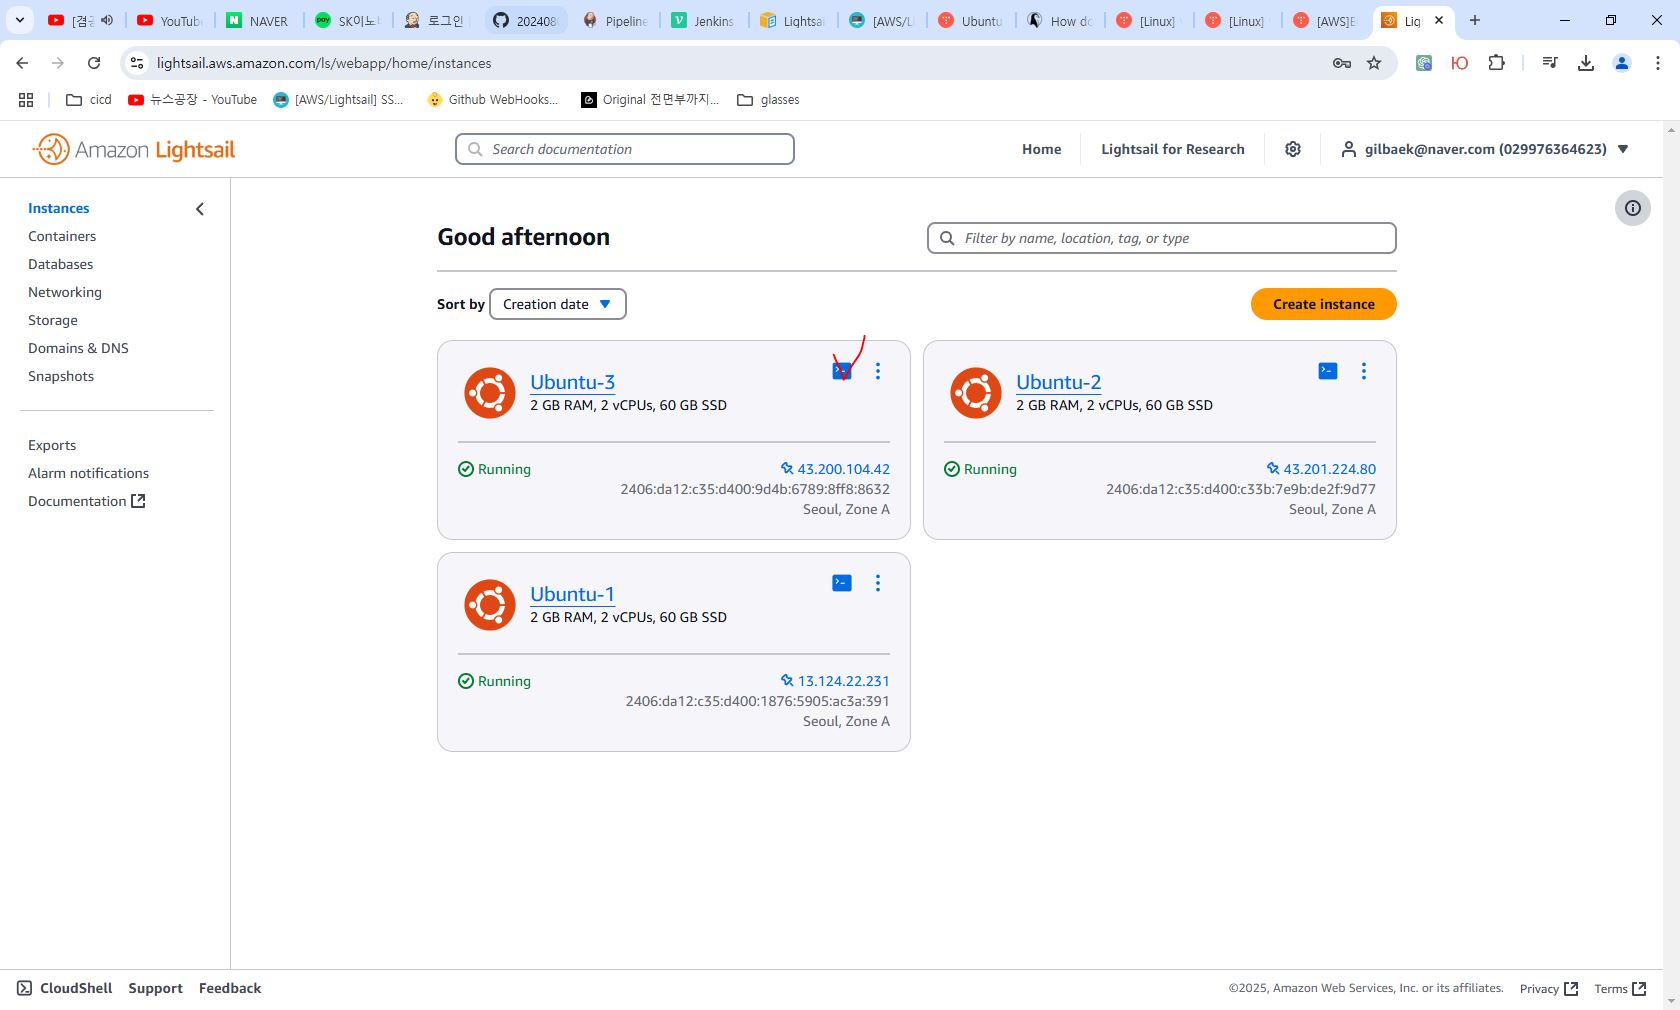 [겸공
YouTube
NAVER
SK이노
로그인
202408
Pipeline
Jenkins
Lightsai
[AWS/Li
Ubuntu
How do
[Linux]
[Linux]
[AWS]E
Lig
lightsail.aws.amazon.com/ls/webapp/home/instances
cicd
뉴스공장 - YouTube
[AWS/Lightsail] SS...
Github WebHooks...
Original 전면부까지...
glasses
Amazon Lightsail
Search documentation
Home
Lightsail for Research
gilbaek@naver.com (029976364623)
Instances
Containers
Databases
Networking
Storage
Domains & DNS
Snapshots
Exports
Alarm notifications
Documentation
Good afternoon
Filter by name, location, tag, or type
Sort by Creation date
Create instance
Ubuntu-3
2 GB RAM, 2 vCPUs, 60 GB SSD
Running
43.200.104.42
2406:da12:c35:d400:9d4b:6789:8ff8:8632
Seoul, Zone A
Ubuntu-2
2 GB RAM, 2 vCPUs, 60 GB SSD
Running
43.201.224.80
2406:da12:c35:d400:c33b:7e9b:de2f:9d77
Seoul, Zone A
Ubuntu-1
2 GB RAM, 2 vCPUs, 60 GB SSD
Running
13.124.22.231
2406:da12:c35:d400:1876:5905:ac3a:391
Seoul, Zone A
CloudShell
Support
Feedback
©2025, Amazon Web Services, Inc. or its affiliates.
Privacy
Terms